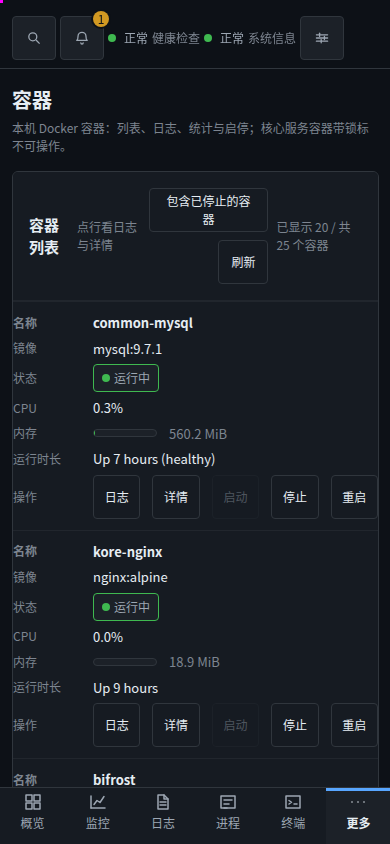 1
正常 健康检查 正常 系统信息
容器
本机 Docker 容器：列表、日志、统计与启停；核心服务容器带锁标
不可操作。
容器
列表
点行看日志
与详情
包含已停止的容
器
刷新
已显示 20 / 共
25 个容器
名称 common-mysql
镜像 mysql:9.7.1
状态 运行中
CPU 0.3%
内存 560.2 MiB
运行时长 Up 7 hours (healthy)
操作 日志 详情 启动 停止 重启
名称 kore-nginx
镜像 nginx:alpine
状态 运行中
CPU 0.0%
内存 18.9 MiB
运行时长 Up 9 hours
操作 日志 详情 启动 停止 重启
名称 bifrost
概览 监控 日志 进程 终端 更多